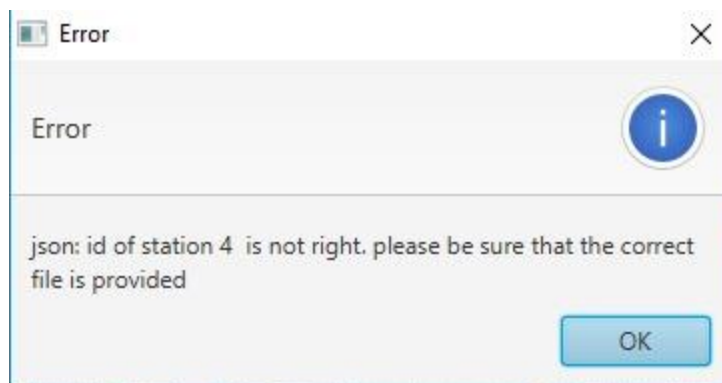 Error
Error
json: id of station 4  is not right. please be sure that the correct
file is provided
OK